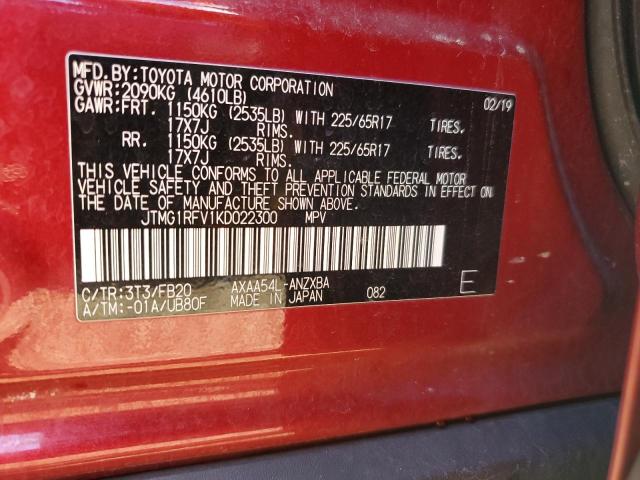 MFD.BY:TOYOTA MOTOR CORPORATION 02/19
GVWR:2090KG (4610LB)
GAWR:FRT. 1150KG (2535LB) WITH 225/65R17 TIRES.
17X7J RIMS.
RR. 1150KG (2535LB) WITH 225/65R17 TIRES.
17X7J RIMS.
THIS VEHICLE CONFORMS TO ALL APPLICABLE FEDERAL MOTOR
VEHICLE SAFETY AND THEFT PREVENTION STANDARDS IN EFFECT ON
THE DATE OF MANUFACTURE SHOWN ABOVE.
JTMG1RFV1KD022300 MPV
C/TR:3T3/FB20 AXAA54L-ANZXBA
A/TM:-01A/UB80F MADE IN JAPAN 082 E